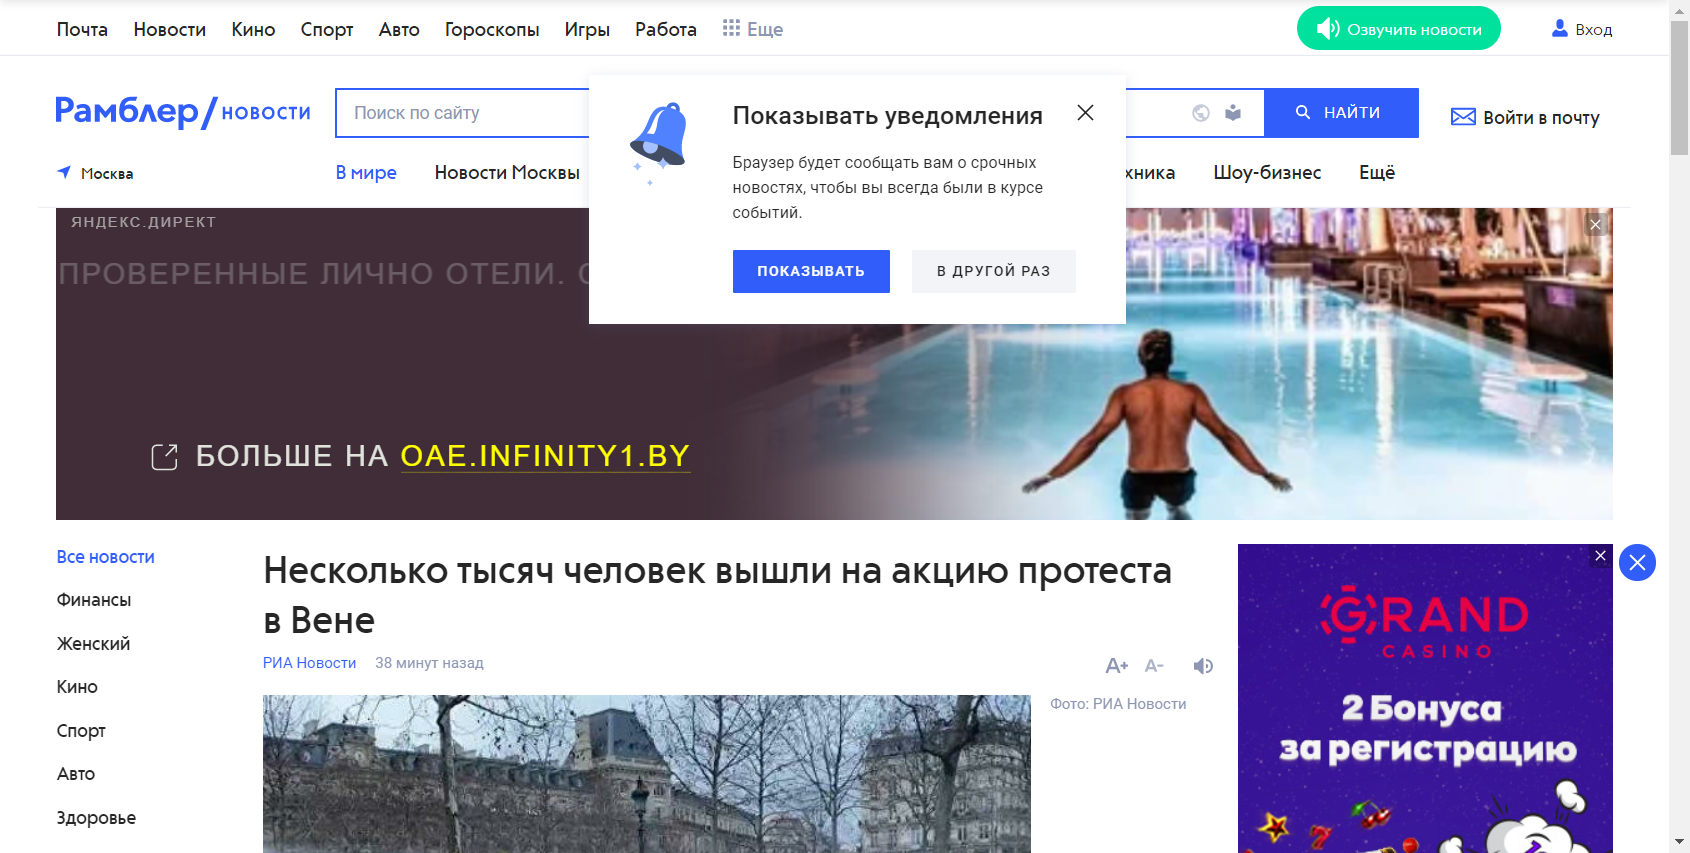 Почта Новости Кино Спорт Авто Гороскопы Игры Работа Еще Озвучить новости Вход
Рамблер/новости Поиск по сайту НАЙТИ Войти в почту
Показывать уведомления
Браузер будет сообщать вам о срочных
новостях, чтобы вы всегда были в курсе
событий.
ПОКАЗЫВАТЬ В ДРУГОЙ РАЗ
Москва В мире Новости Москвы Шоу-бизнес Ещё
ЯНДЕКС.ДИРЕКТ
ПРОВЕРЕННЫЕ ЛИЧНО ОТЕЛИ.
БОЛЬШЕ НА OAE.INFINITY1.BY
Все новости
Финансы
Женский
Кино
Спорт
Авто
Здоровье
Несколько тысяч человек вышли на акцию протеста
в Вене
РИА Новости 38 минут назад A+ A-
Фото: РИА Новости
GRAND
CASINO
2 Бонуса
за регистрацию